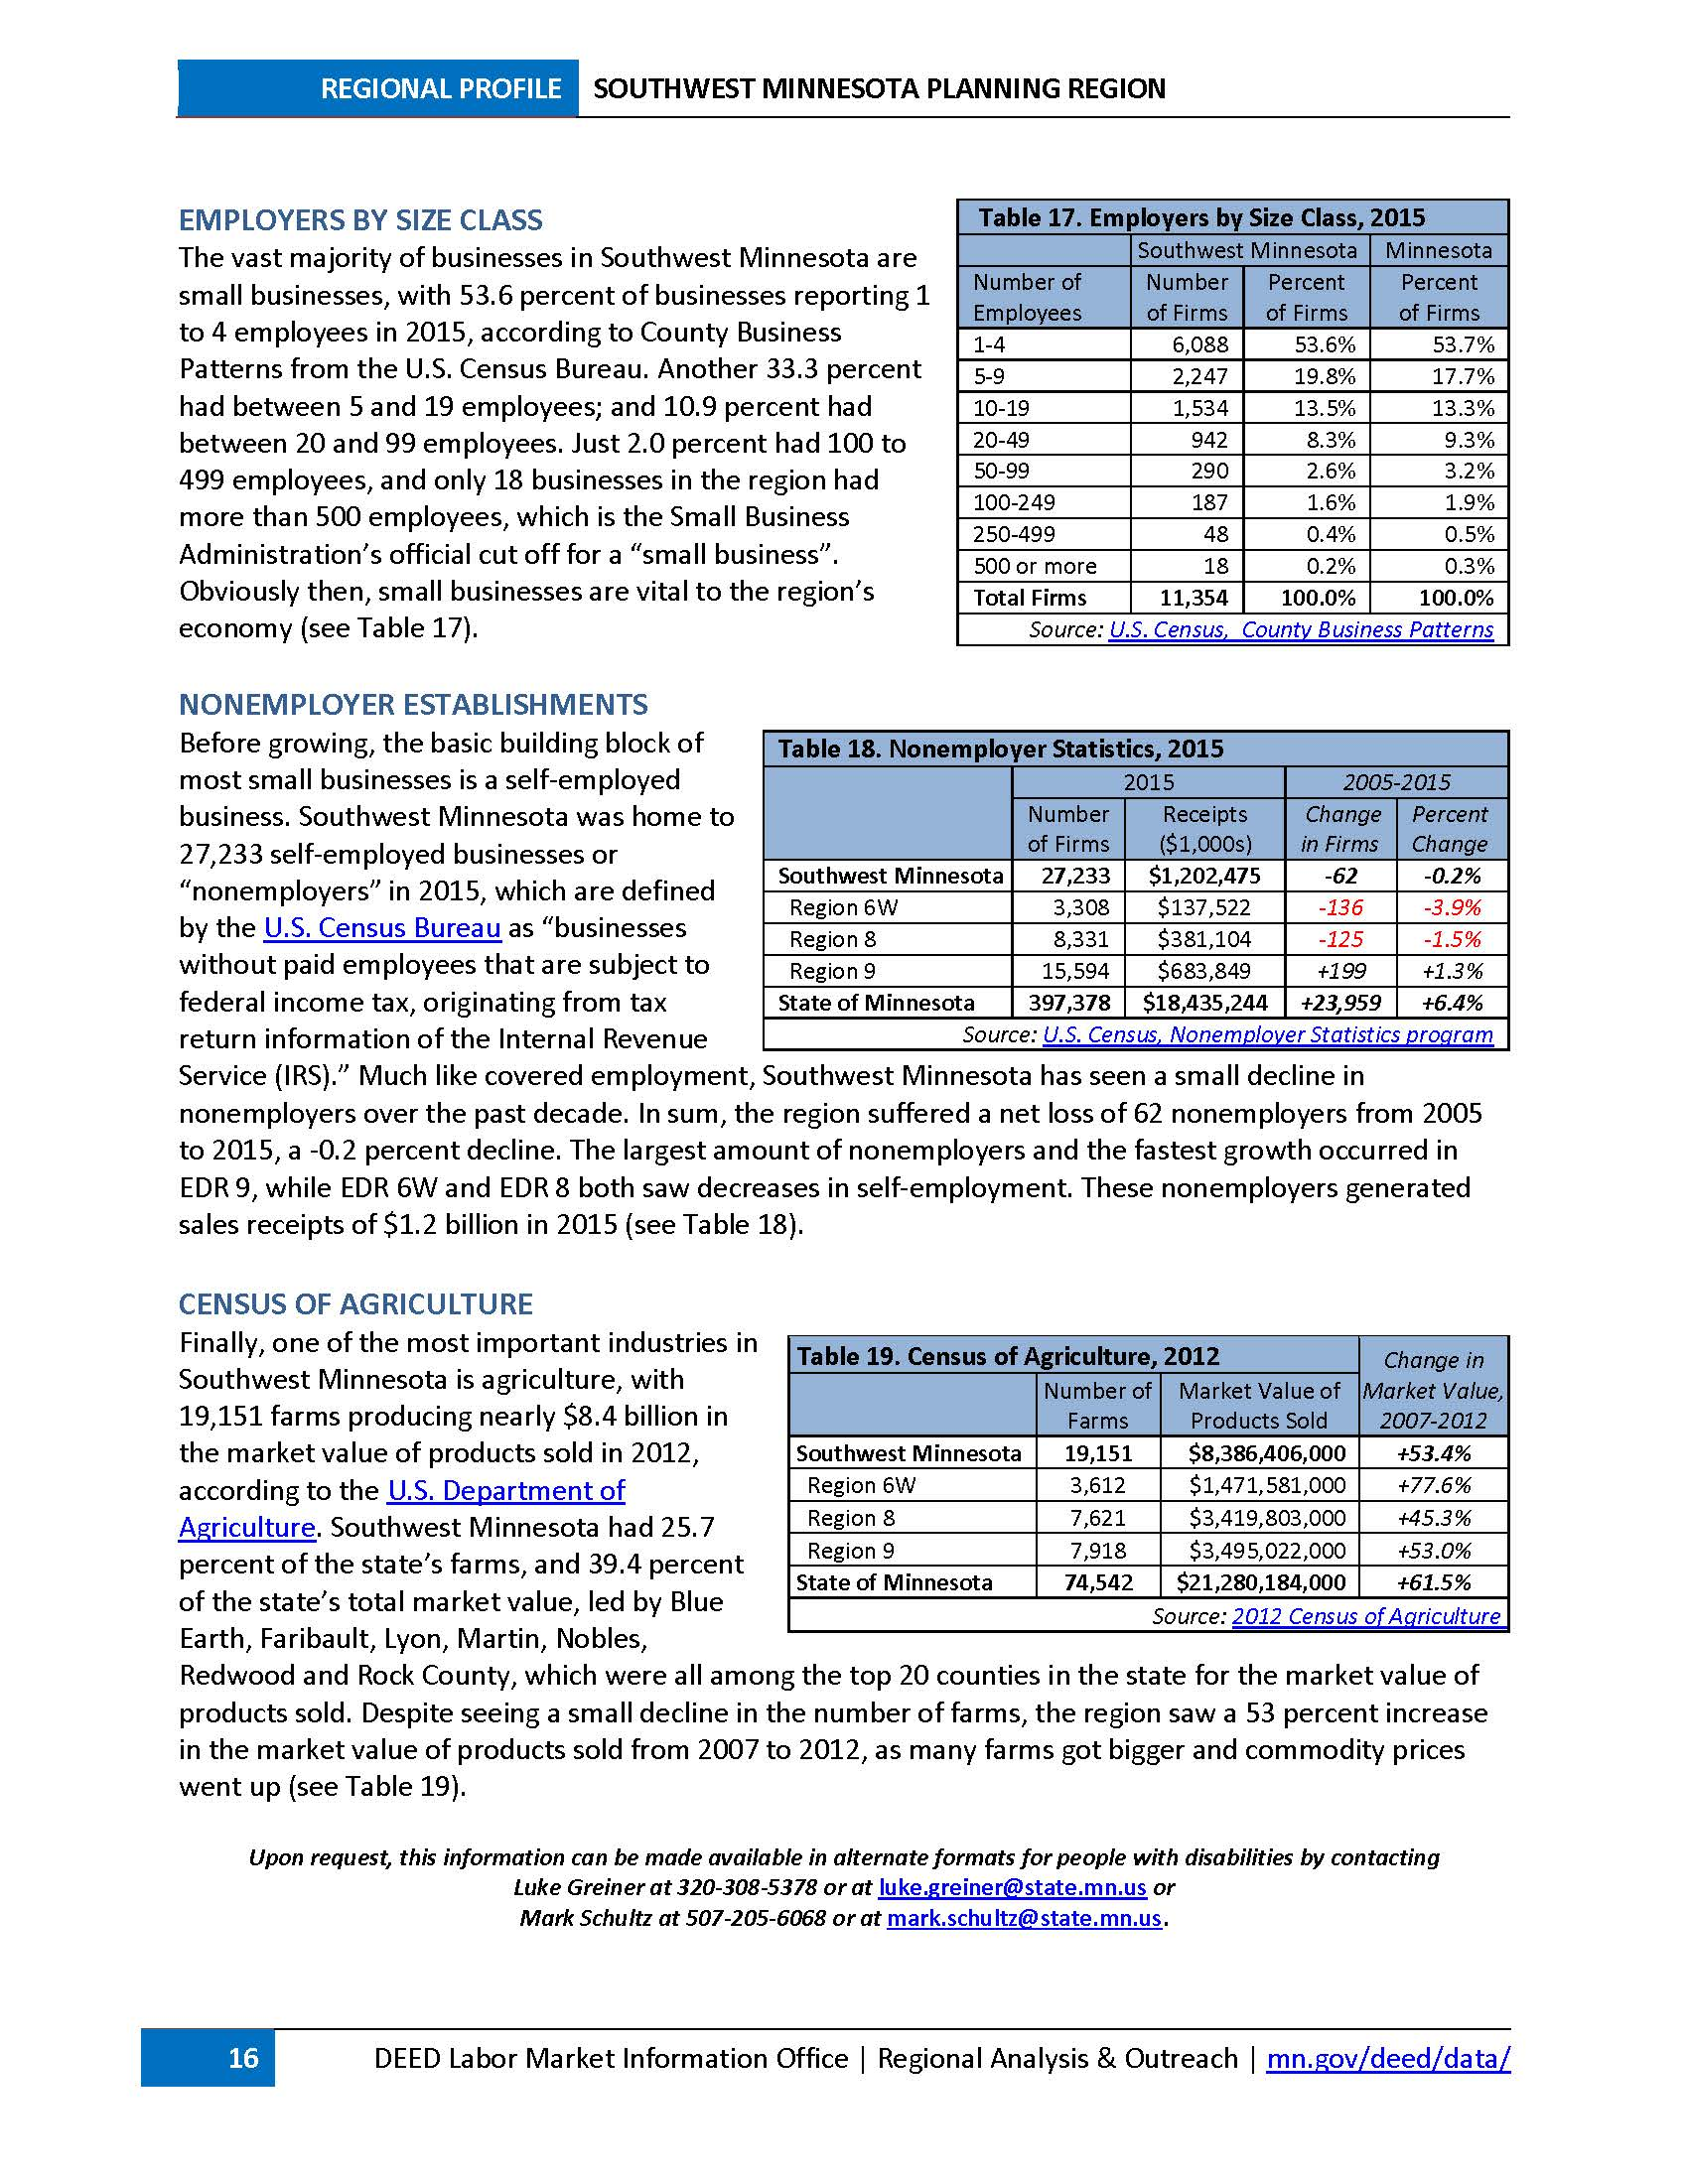 REGIONAL PROFILE SOUTHWEST MINNESOTA PLANNING REGION
EMPLOYERS BY SIZE CLASS
The vast majority of businesses in Southwest Minnesota are
small businesses, with 53.6 percent of businesses reporting 1
to 4 employees in 2015, according to County Business
Patterns from the U.S. Census Bureau. Another 33.3 percent
had between 5 and 19 employees; and 10.9 percent had
between 20 and 99 employees. Just 2.0 percent had 100 to
499 employees, and only 18 businesses in the region had
more than 500 employees, which is the Small Business
Administration’s official cut off for a “small business”.
Obviously then, small businesses are vital to the region’s
economy (see Table 17).
Table 17. Employers by Size Class, 2015
Southwest Minnesota Minnesota
Number of Number Percent Percent
Employees of Firms of Firms of Firms
1-4 6,088 53.6% 53.7%
5-9 2,247 19.8% 17.7%
10-19 1,534 13.5% 13.3%
20-49 942 8.3% 9.3%
50-99 290 2.6% 3.2%
100-249 187 1.6% 1.9%
250-499 48 0.4% 0.5%
500 or more 18 0.2% 0.3%
Total Firms 11,354 100.0% 100.0%
Source: U.S. Census, County Business Patterns
NONEMPLOYER ESTABLISHMENTS
Before growing, the basic building block of
most small businesses is a self-employed
business. Southwest Minnesota was home to
27,233 self-employed businesses or
“nonemployers” in 2015, which are defined
by the U.S. Census Bureau as “businesses
without paid employees that are subject to
federal income tax, originating from tax
return information of the Internal Revenue
Service (IRS).” Much like covered employment, Southwest Minnesota has seen a small decline in
nonemployers over the past decade. In sum, the region suffered a net loss of 62 nonemployers from 2005
to 2015, a -0.2 percent decline. The largest amount of nonemployers and the fastest growth occurred in
EDR 9, while EDR 6W and EDR 8 both saw decreases in self-employment. These nonemployers generated
sales receipts of $1.2 billion in 2015 (see Table 18).
Table 18. Nonemployer Statistics, 2015
2015 2005-2015
Number Receipts Change Percent
of Firms ($1,000s) in Firms Change
Southwest Minnesota 27,233 $1,202,475 -62 -0.2%
Region 6W 3,308 $137,522 -136 -3.9%
Region 8 8,331 $381,104 -125 -1.5%
Region 9 15,594 $683,849 +199 +1.3%
State of Minnesota 397,378 $18,435,244 +23,959 +6.4%
Source: U.S. Census, Nonemployer Statistics program
CENSUS OF AGRICULTURE
Finally, one of the most important industries in
Southwest Minnesota is agriculture, with
19,151 farms producing nearly $8.4 billion in
the market value of products sold in 2012,
according to the U.S. Department of
Agriculture. Southwest Minnesota had 25.7
percent of the state’s farms, and 39.4 percent
of the state’s total market value, led by Blue
Earth, Faribault, Lyon, Martin, Nobles,
Redwood and Rock County, which were all among the top 20 counties in the state for the market value of
products sold. Despite seeing a small decline in the number of farms, the region saw a 53 percent increase
in the market value of products sold from 2007 to 2012, as many farms got bigger and commodity prices
went up (see Table 19).
Table 19. Census of Agriculture, 2012 Change in
Number of Market Value of Market Value,
Farms Products Sold 2007-2012
Southwest Minnesota 19,151 $8,386,406,000 +53.4%
Region 6W 3,612 $1,471,581,000 +77.6%
Region 8 7,621 $3,419,803,000 +45.3%
Region 9 7,918 $3,495,022,000 +53.0%
State of Minnesota 74,542 $21,280,184,000 +61.5%
Source: 2012 Census of Agriculture
Upon request, this information can be made available in alternate formats for people with disabilities by contacting
Luke Greiner at 320-308-5378 or at luke.greiner@state.mn.us or
Mark Schultz at 507-205-6068 or at mark.schultz@state.mn.us.
16 DEED Labor Market Information Office | Regional Analysis & Outreach | mn.gov/deed/data/